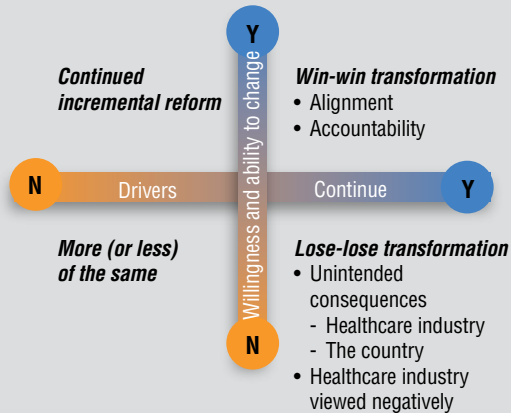 Y
Continued
incremental reform
Win-win transformation
• Alignment
• Accountability
Willingness and ability to change
N
Drivers
Continue
Y
More (or less)
of the same
Lose-lose transformation
• Unintended
consequences
- Healthcare industry
- The country
• Healthcare industry
viewed negatively
N